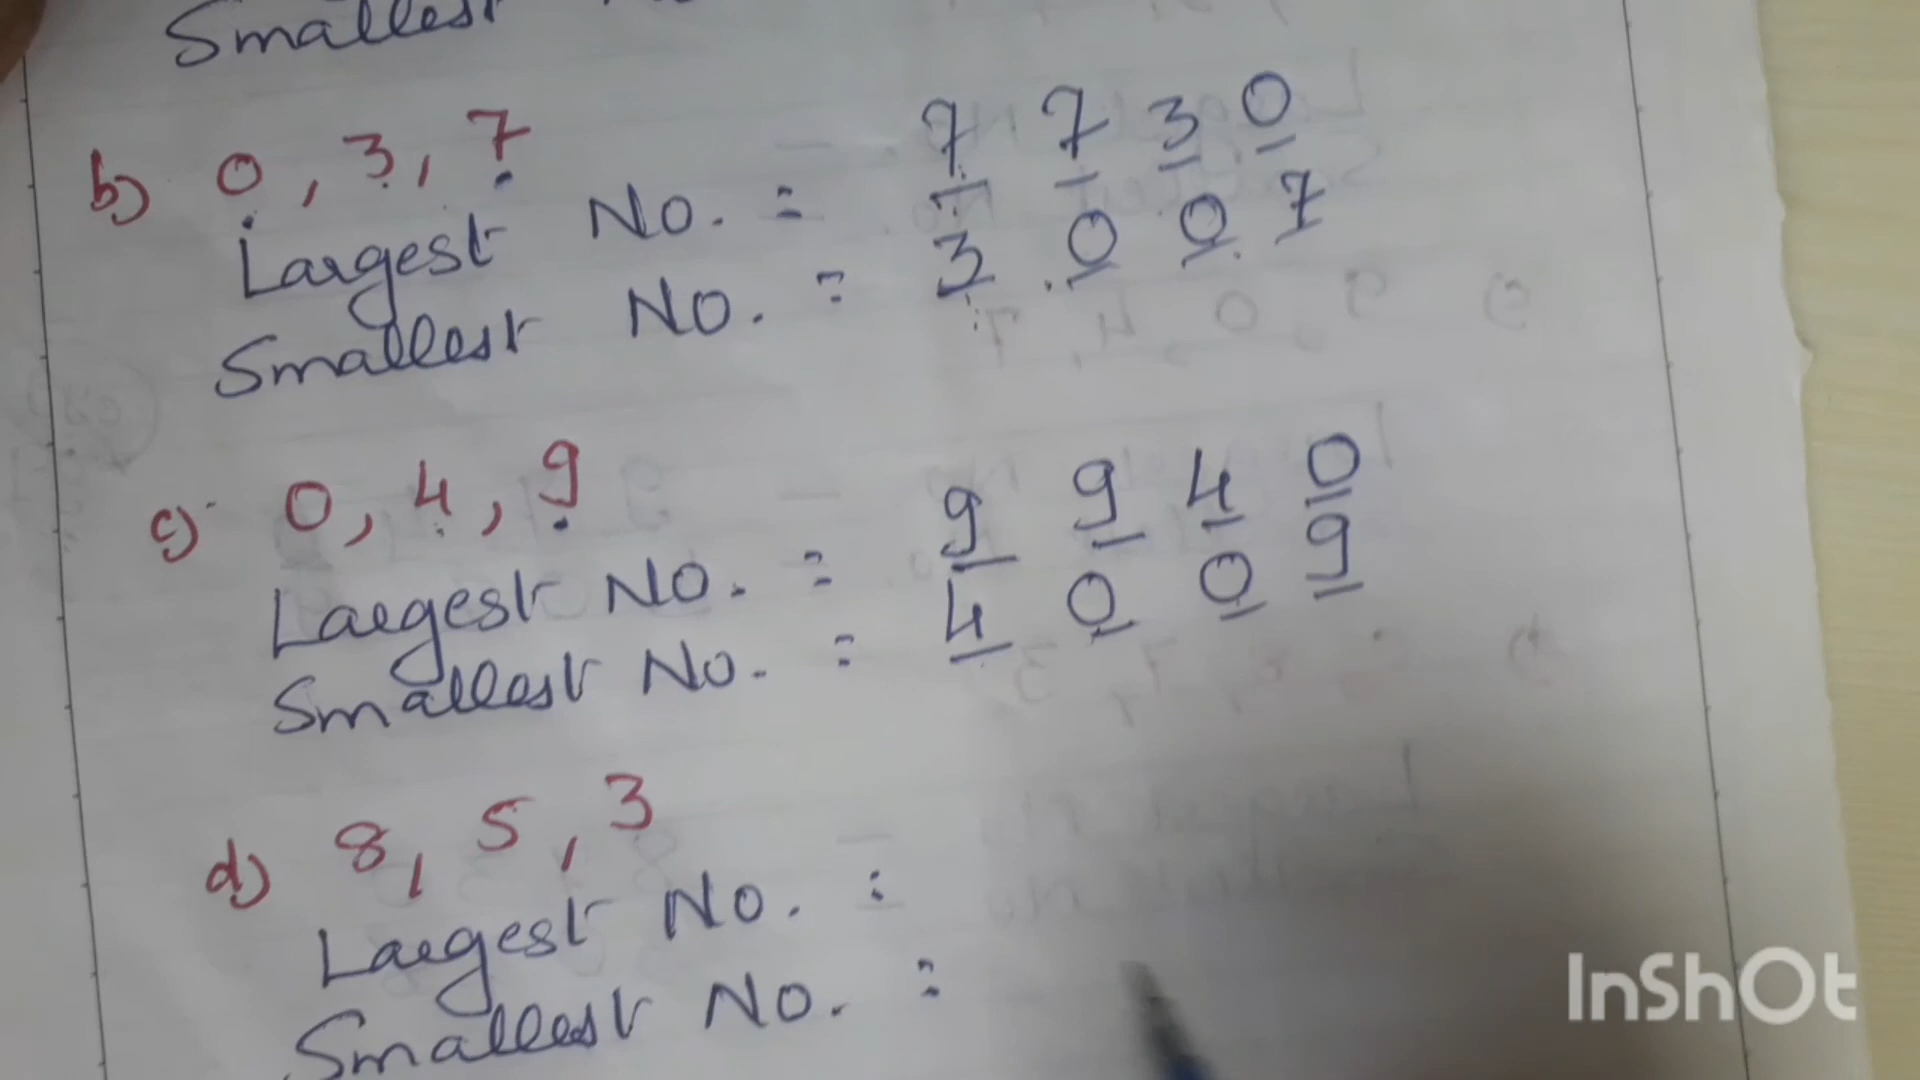 Smallest
b) 0, 3, 7
Largest No. = 7 7 3 0
Smallest No. = 3 0 0 7
c) 0, 4, 9
Largest No. = 9 9 4 0
Smallest No. = 4 0 0 9
d) 8, 5, 3
Largest No. =
Smallest No. =
InShOt